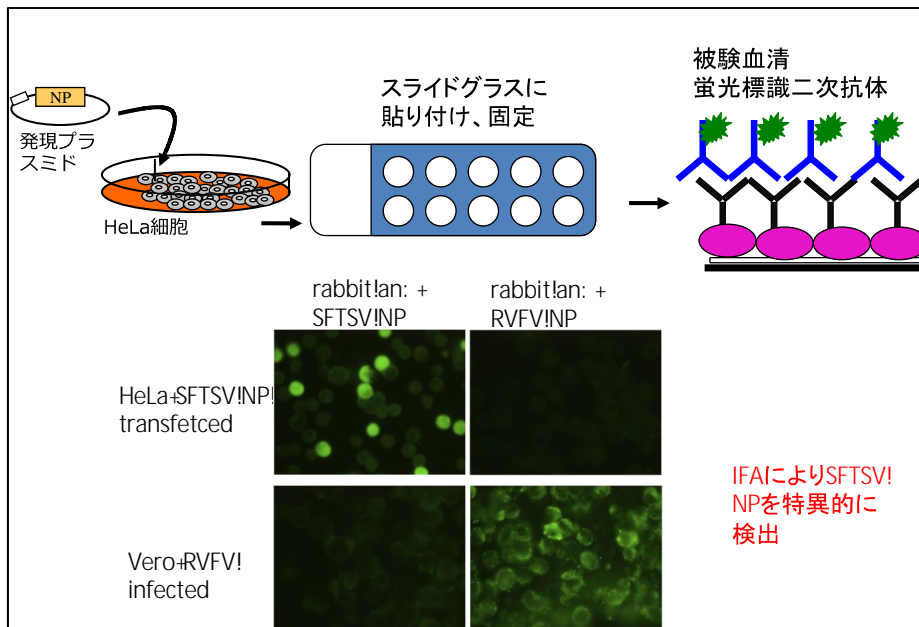 NP
発現プラ
スミド
HeLa細胞
スライドグラスに
貼り付け、固定
被験血清
蛍光標識二次抗体
rabbit!an: +
SFTSV!NP
rabbit!an: +
RVFV!NP
HeLa+SFTSV!NP!
transfetced
Vero+RVFV!
infected
IFAによりSFTSV!
NPを特異的に
検出